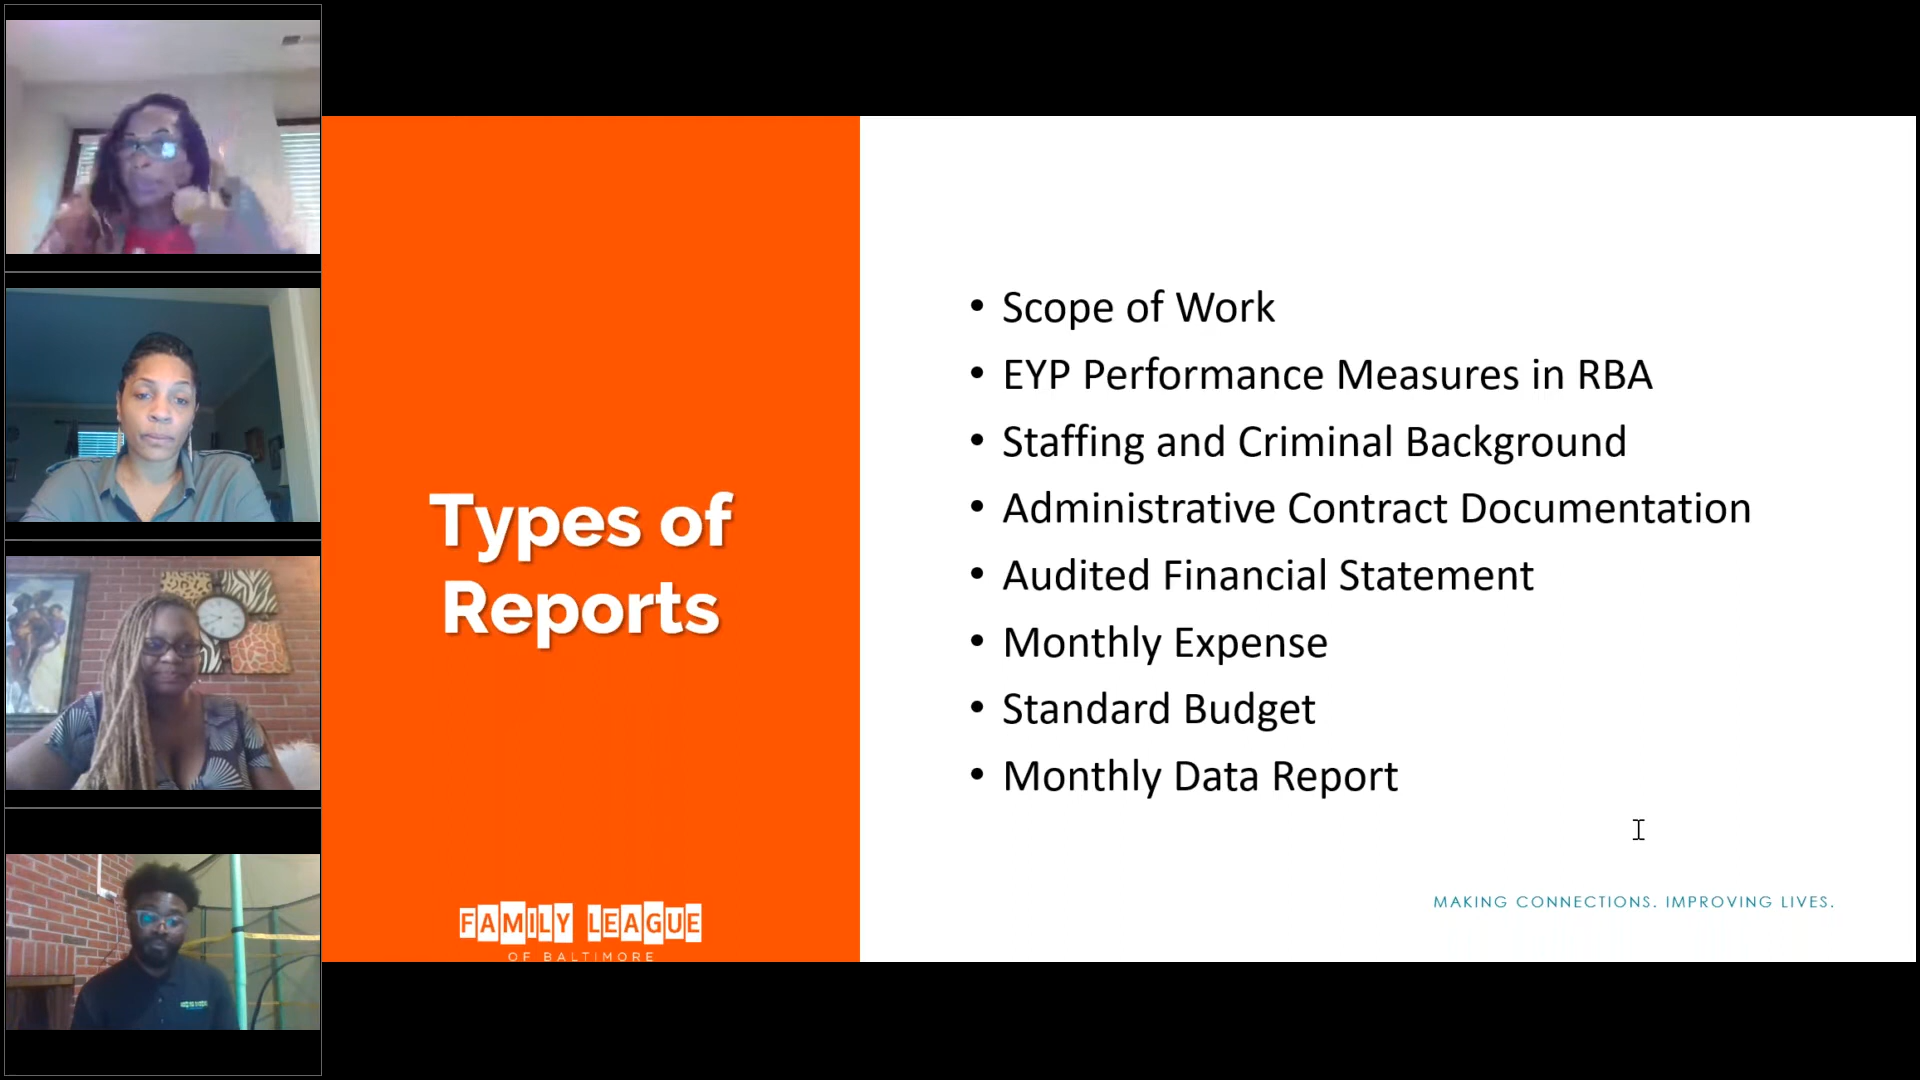 Types of
Reports
FAMILY LEAGUE
OF BALTIMORE
• Scope of Work
• EYP Performance Measures in RBA
• Staffing and Criminal Background
• Administrative Contract Documentation
• Audited Financial Statement
• Monthly Expense
• Standard Budget
• Monthly Data Report
MAKING CONNECTIONS. IMPROVING LIVES.